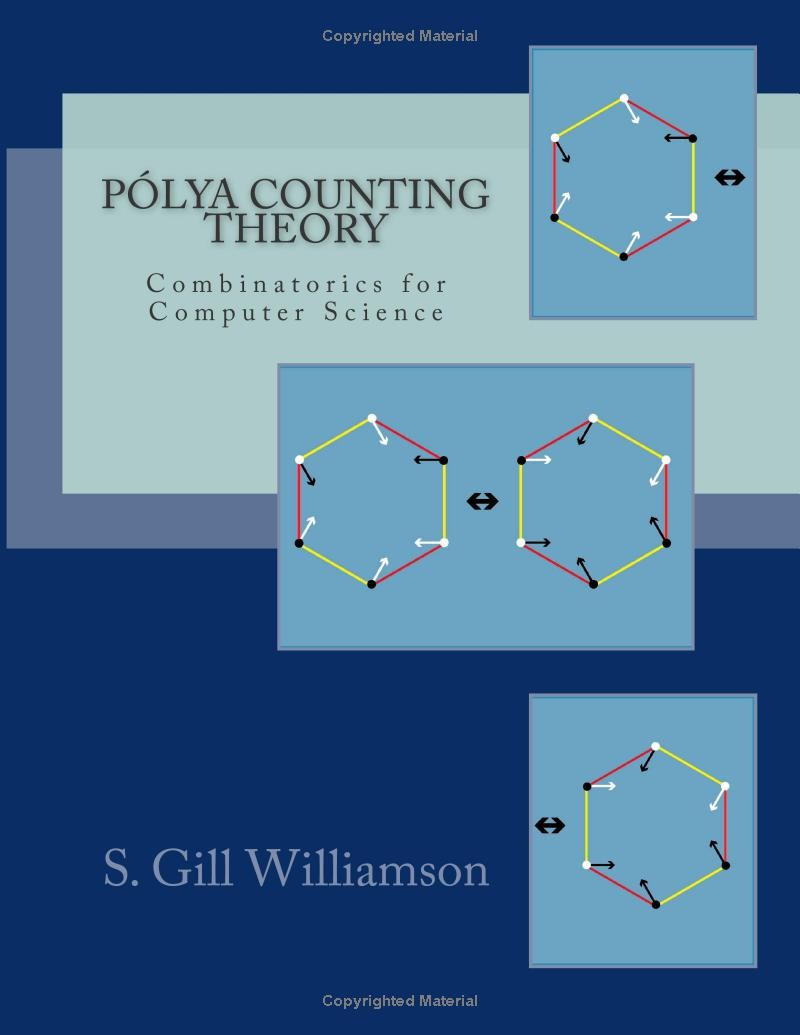 Copyrighted Material
PÓLYA COUNTING
THEORY
Combinatorics for
Computer Science
S. Gill Williamson
Copyrighted Material